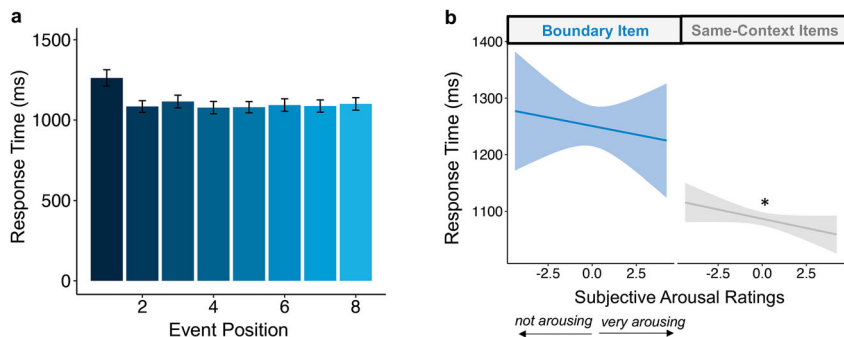 a
1500
1000
500
0
Response Time (ms)
2 4 6 8
Event Position
b
Boundary Item
Same-Context Items
1400
1300
1200
1100
Response Time (ms)
*
-2.5 0.0 2.5
-2.5 0.0 2.5
Subjective Arousal Ratings
not arousing very arousing